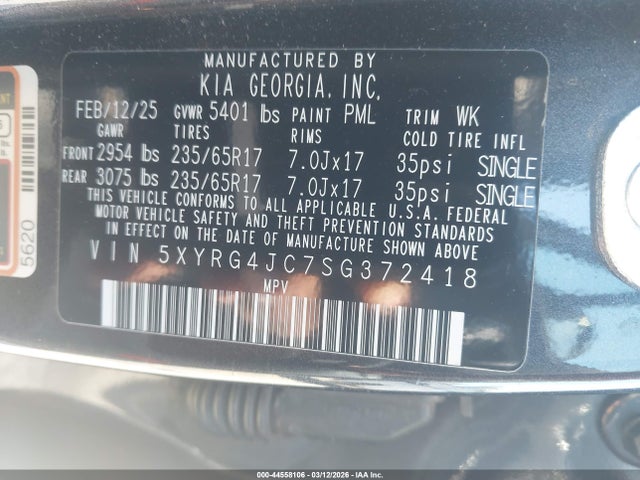 MANUFACTURED BY
KIA GEORGIA, INC.
FEB/12/25 GVWR 5401 lbs PAINT PML TRIM WK
GAWR TIRES RIMS COLD TIRE INFL
FRONT 2954 lbs 235/65R17 7.0Jx17 35psi SINGLE
REAR 3075 lbs 235/65R17 7.0Jx17 35psi SINGLE
THIS VEHICLE CONFORMS TO ALL APPLICABLE U.S.A. FEDERAL
MOTOR VEHICLE SAFETY AND THEFT PREVENTION STANDARDS
IN EFFECT ON THE DATE OF MANUFACTURE SHOWN ABOVE
VIN 5XYRG4JC7SG372418
MPV
5620
000-44558106 - 03/12/2026 - IAA Inc.